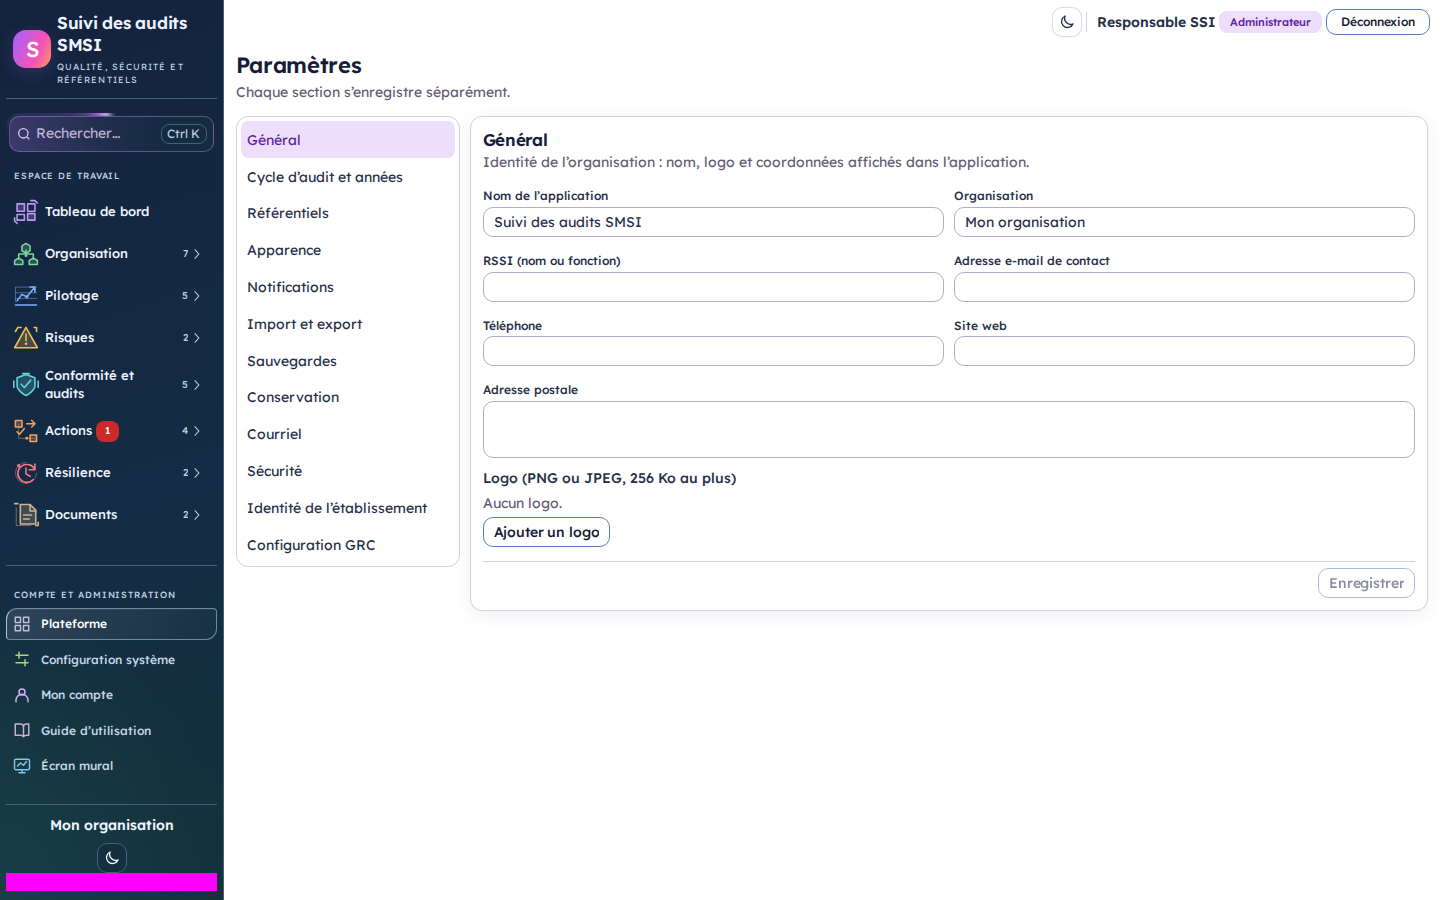 S
Suivi des audits
SMSI
QUALITÉ, SÉCURITÉ ET
RÉFÉRENTIELS
Rechercher…
Ctrl K
ESPACE DE TRAVAIL
Tableau de bord
Organisation
7
Pilotage
5
Risques
2
Conformité et
audits
5
Actions
1
4
Résilience
2
Documents
2
COMPTE ET ADMINISTRATION
Plateforme
Configuration système
Mon compte
Guide d’utilisation
Écran mural
Mon organisation
Responsable SSI
Administrateur
Déconnexion
Paramètres
Chaque section s’enregistre séparément.
Général
Cycle d’audit et années
Référentiels
Apparence
Notifications
Import et export
Sauvegardes
Conservation
Courriel
Sécurité
Identité de l’établissement
Configuration GRC
Général
Identité de l’organisation : nom, logo et coordonnées affichés dans l’application.
Nom de l’application
Organisation
Suivi des audits SMSI
Mon organisation
RSSI (nom ou fonction)
Adresse e-mail de contact
Téléphone
Site web
Adresse postale
Logo (PNG ou JPEG, 256 Ko au plus)
Aucun logo.
Ajouter un logo
Enregistrer